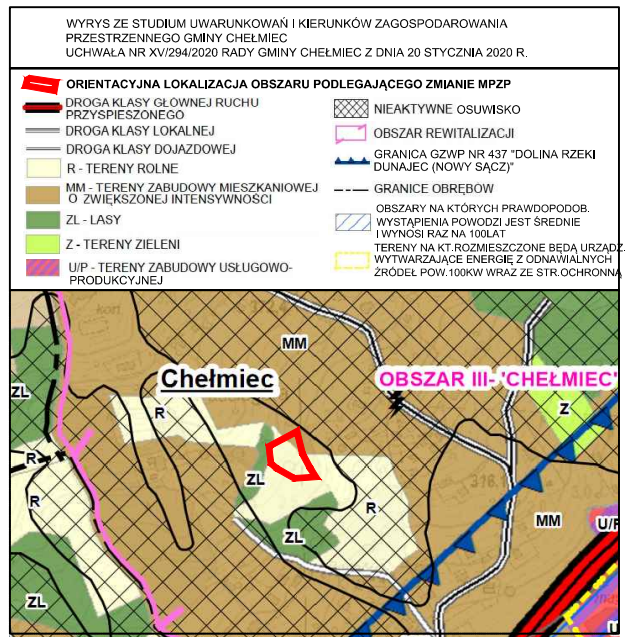 WYRYS ZE STUDIUM UWARUNKOWAŃ I KIERUNKÓW ZAGOSPODAROWANIA
PRZESTRZENNEGO GMINY CHEŁMIEC
UCHWAŁA NR XV/294/2020 RADY GMINY CHEŁMIEC Z DNIA 20 STYCZNIA 2020 R.
ORIENTACYJNA LOKALIZACJA OBSZARU PODLEGAJĄCEGO ZMIANIE MPZP
DROGA KLASY GŁÓWNEJ RUCHU
PRZYSPIESZONEGO
DROGA KLASY LOKALNEJ
DROGA KLASY DOJAZDOWEJ
R - TERENY ROLNE
MM - TERENY ZABUDOWY MIESZKANIOWEJ
O ZWIĘKSZONEJ INTENSYWNOŚCI
ZL - LASY
Z - TERENY ZIELENI
U/P - TERENY ZABUDOWY USŁUGOWO-
PRODUKCYJNEJ
NIEAKTYWNE OSUWISKO
OBSZAR REWITALIZACJI
GRANICA GZWP NR 437 "DOLINA RZEKI
DUNAJEC (NOWY SĄCZ)"
GRANICE OBRĘBOW
OBSZARY NA KTÓRYCH PRAWDOPODOB.
WYSTĄPIENIA POWODZI JEST ŚREDNIE
I WYNOSI RAZ NA 100LAT
TERENY NA KT.ROZMIESZCZONE BĘDĄ URZĄDZ.
WYTWARZAJĄCE ENERGIĘ Z ODNAWIALNYCH
ŹRÓDEŁ POW.100KW WRAZ ZE STR.OCHRONNĄ
MM
Chełmiec
OBSZAR III- "CHEŁMIEC"
ZL
R
Z
R
ZL
R
R
316.1
MM
U/P
ZL
ZL
U